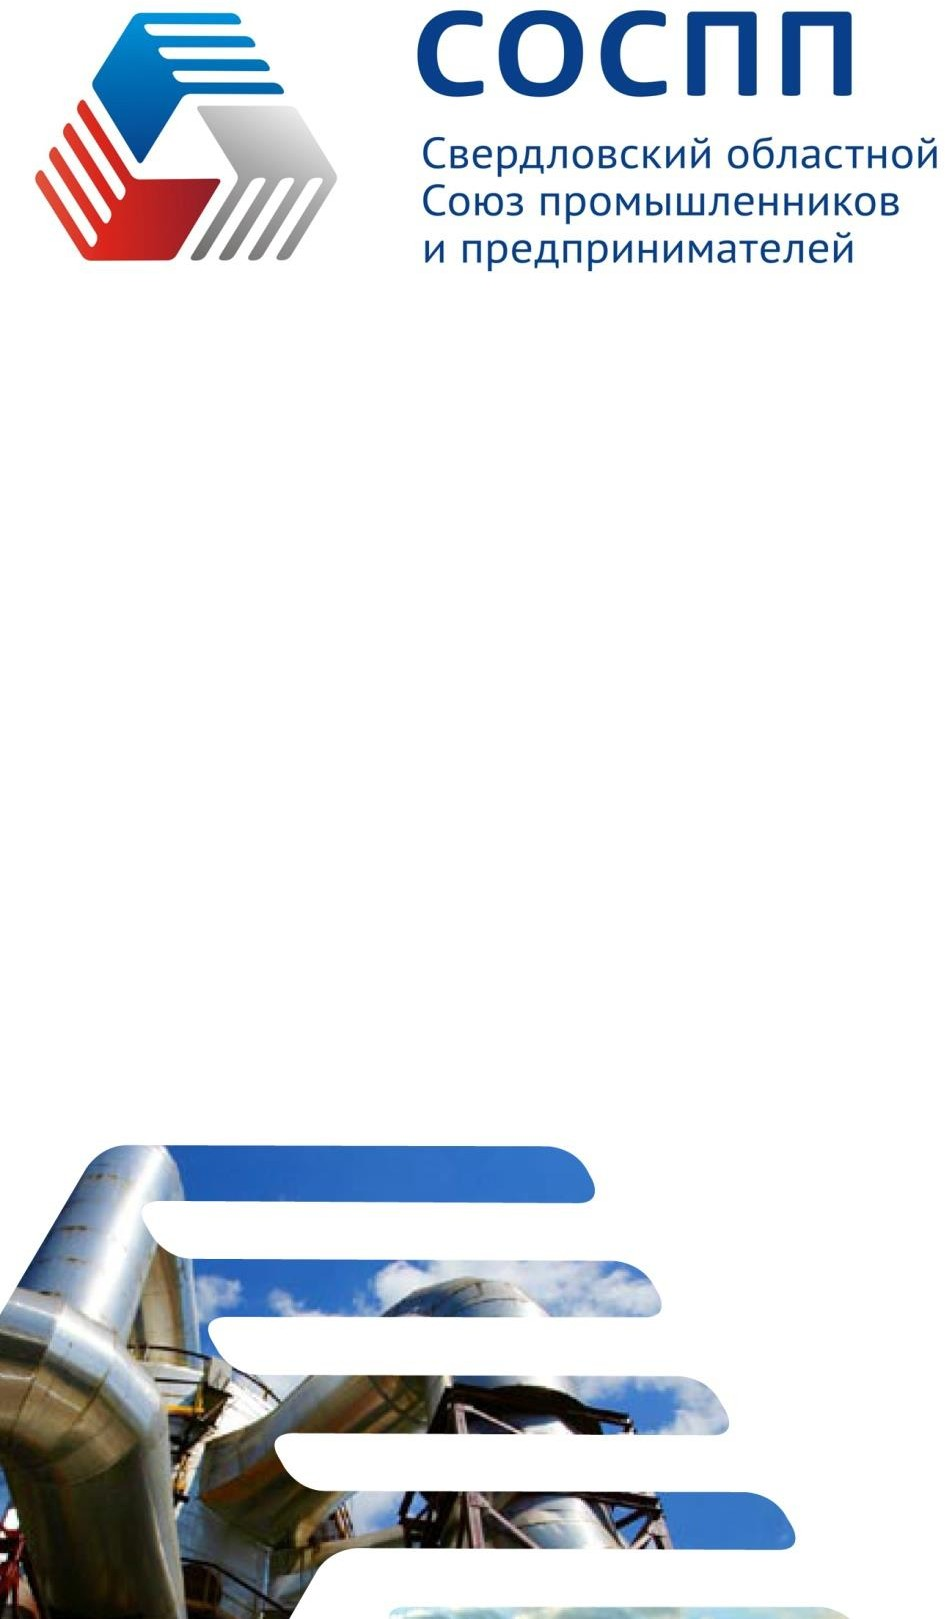 СОСПП
Свердловский областной
Союз промышленников
и предпринимателей